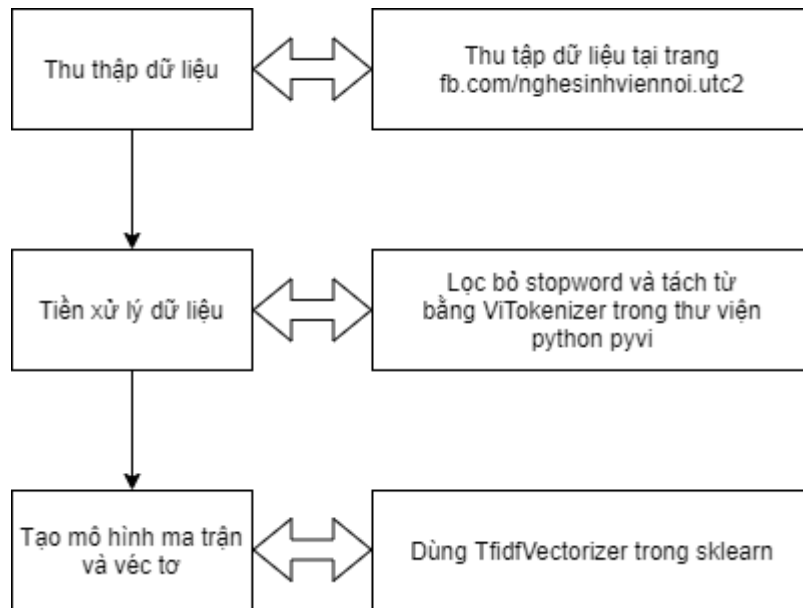 Thu thập dữ liệu
Thu tập dữ liệu tại trang
fb.com/nghesinhviennoi.utc2
Tiền xử lý dữ liệu
Lọc bỏ stopword và tách từ
bằng ViTokenizer trong thư viện
python pyvi
Tạo mô hình ma trận
và véc tơ
Dùng TfidfVectorizer trong sklearn